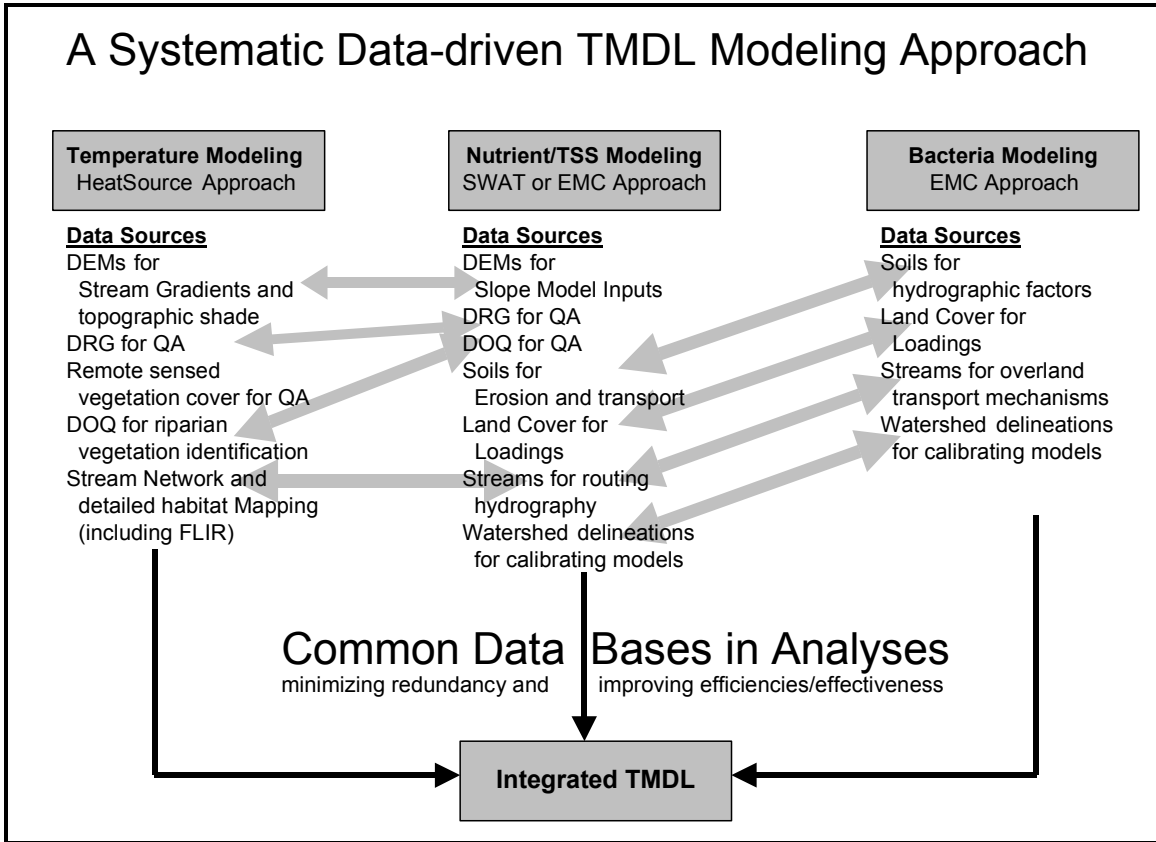 A Systematic Data-driven TMDL Modeling Approach
Temperature Modeling
HeatSource Approach
Data Sources
DEMs for
Stream Gradients and
topographic shade
DRG for QA
Remote sensed
vegetation cover for QA
DOQ for riparian
vegetation identification
Stream Network and
detailed habitat Mapping
(including FLIR)
Nutrient/TSS Modeling
SWAT or EMC Approach
Data Sources
DEMs for
Slope Model Inputs
DRG for QA
DOQ for QA
Soils for
Erosion and transport
Land Cover for
Loadings
Streams for routing
hydrography
Watershed delineations
for calibrating models
Bacteria Modeling
EMC Approach
Data Sources
Soils for
hydrographic factors
Land Cover for
Loadings
Streams for overland
transport mechanisms
Watershed delineations
for calibrating models
Common Data Bases in Analyses
minimizing redundancy and improving efficiencies/effectiveness
Integrated TMDL